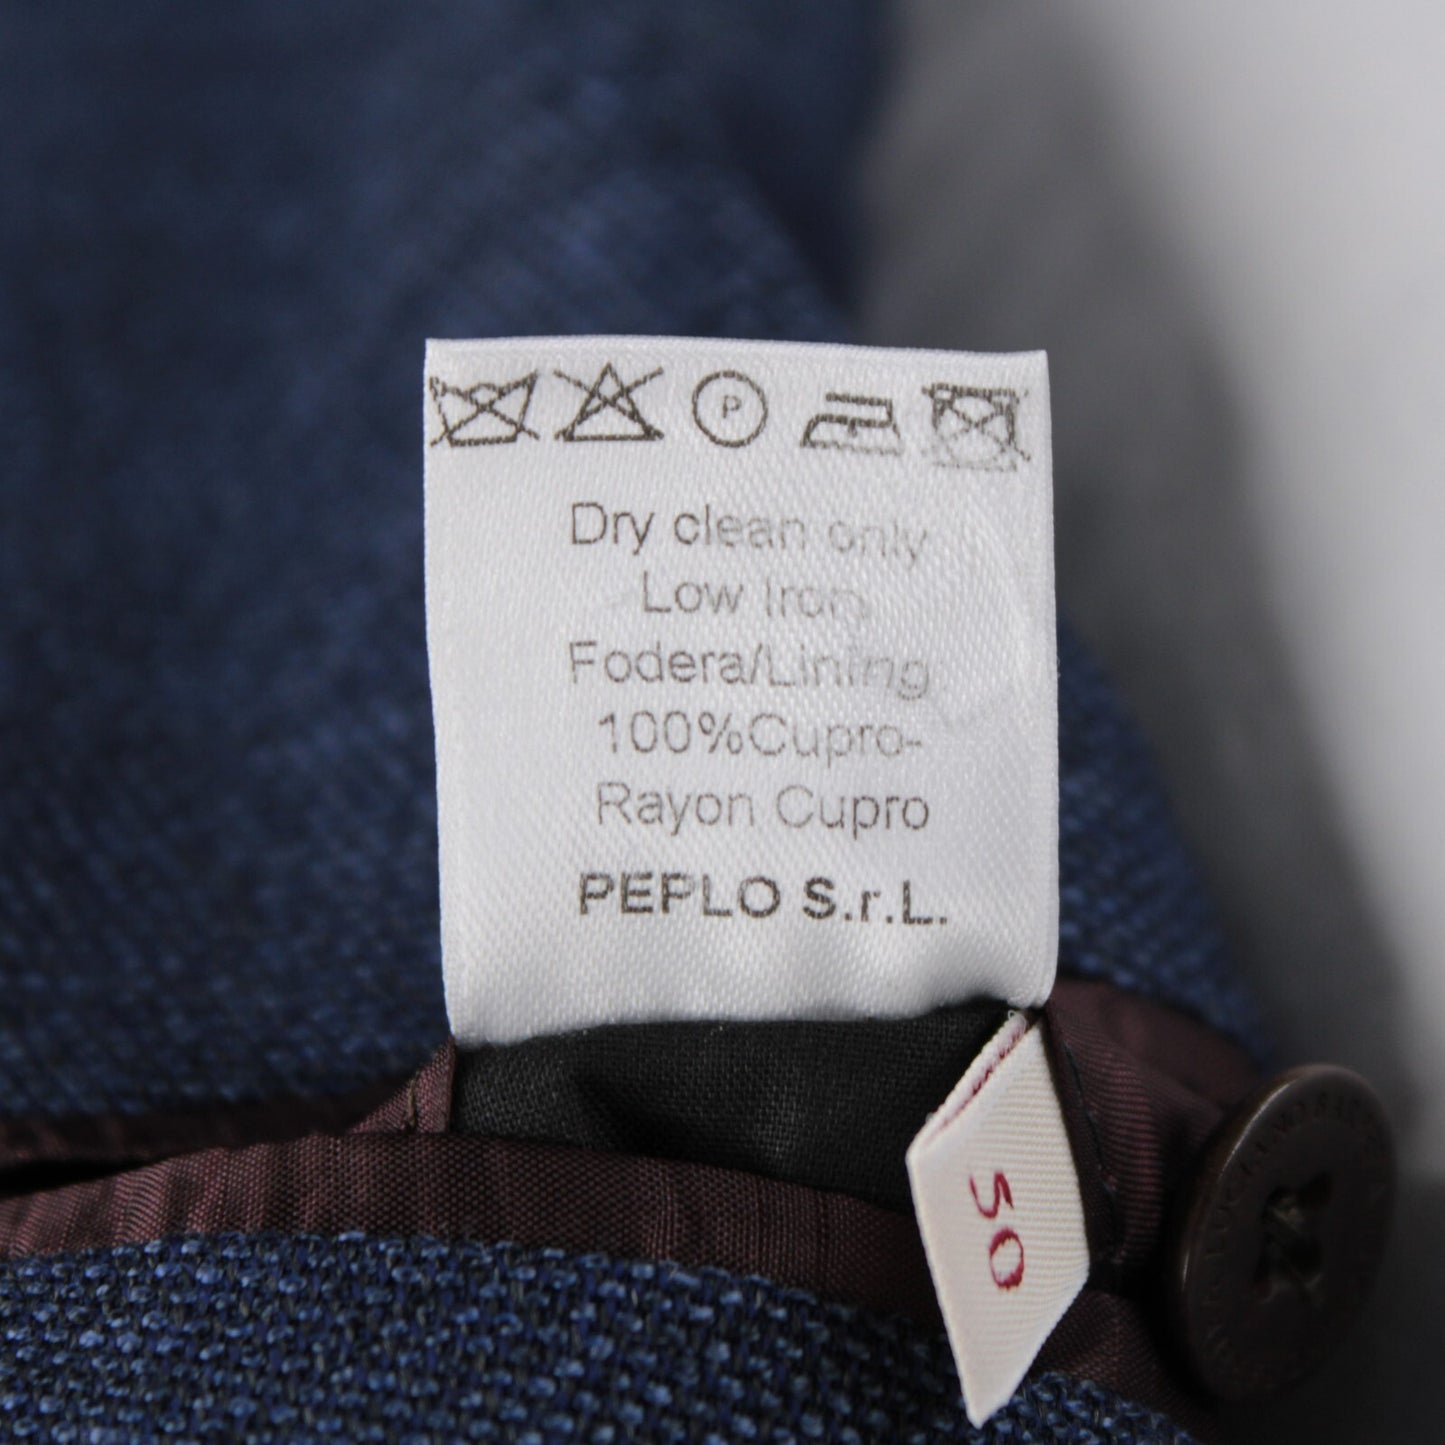 P
Dry clean only
Low Iron
Fodera/Lining
100%Cupro-
Rayon Cupro
PEPLO S.r.L.
50